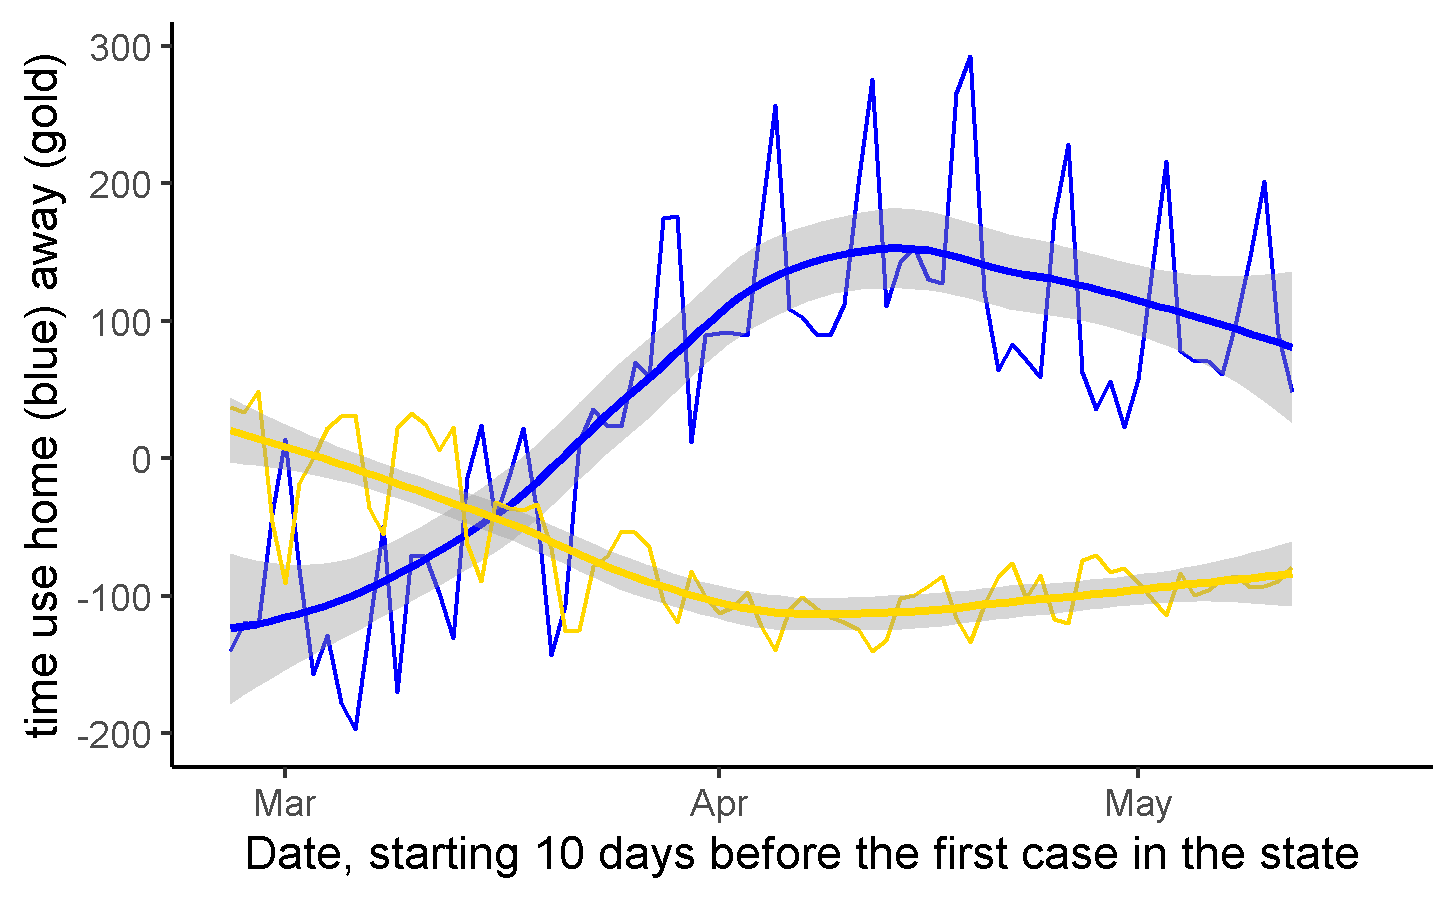 time use home (blue) away (gold)
300
200
100
0
-100
-200
Mar Apr May
Date, starting 10 days before the first case in the state